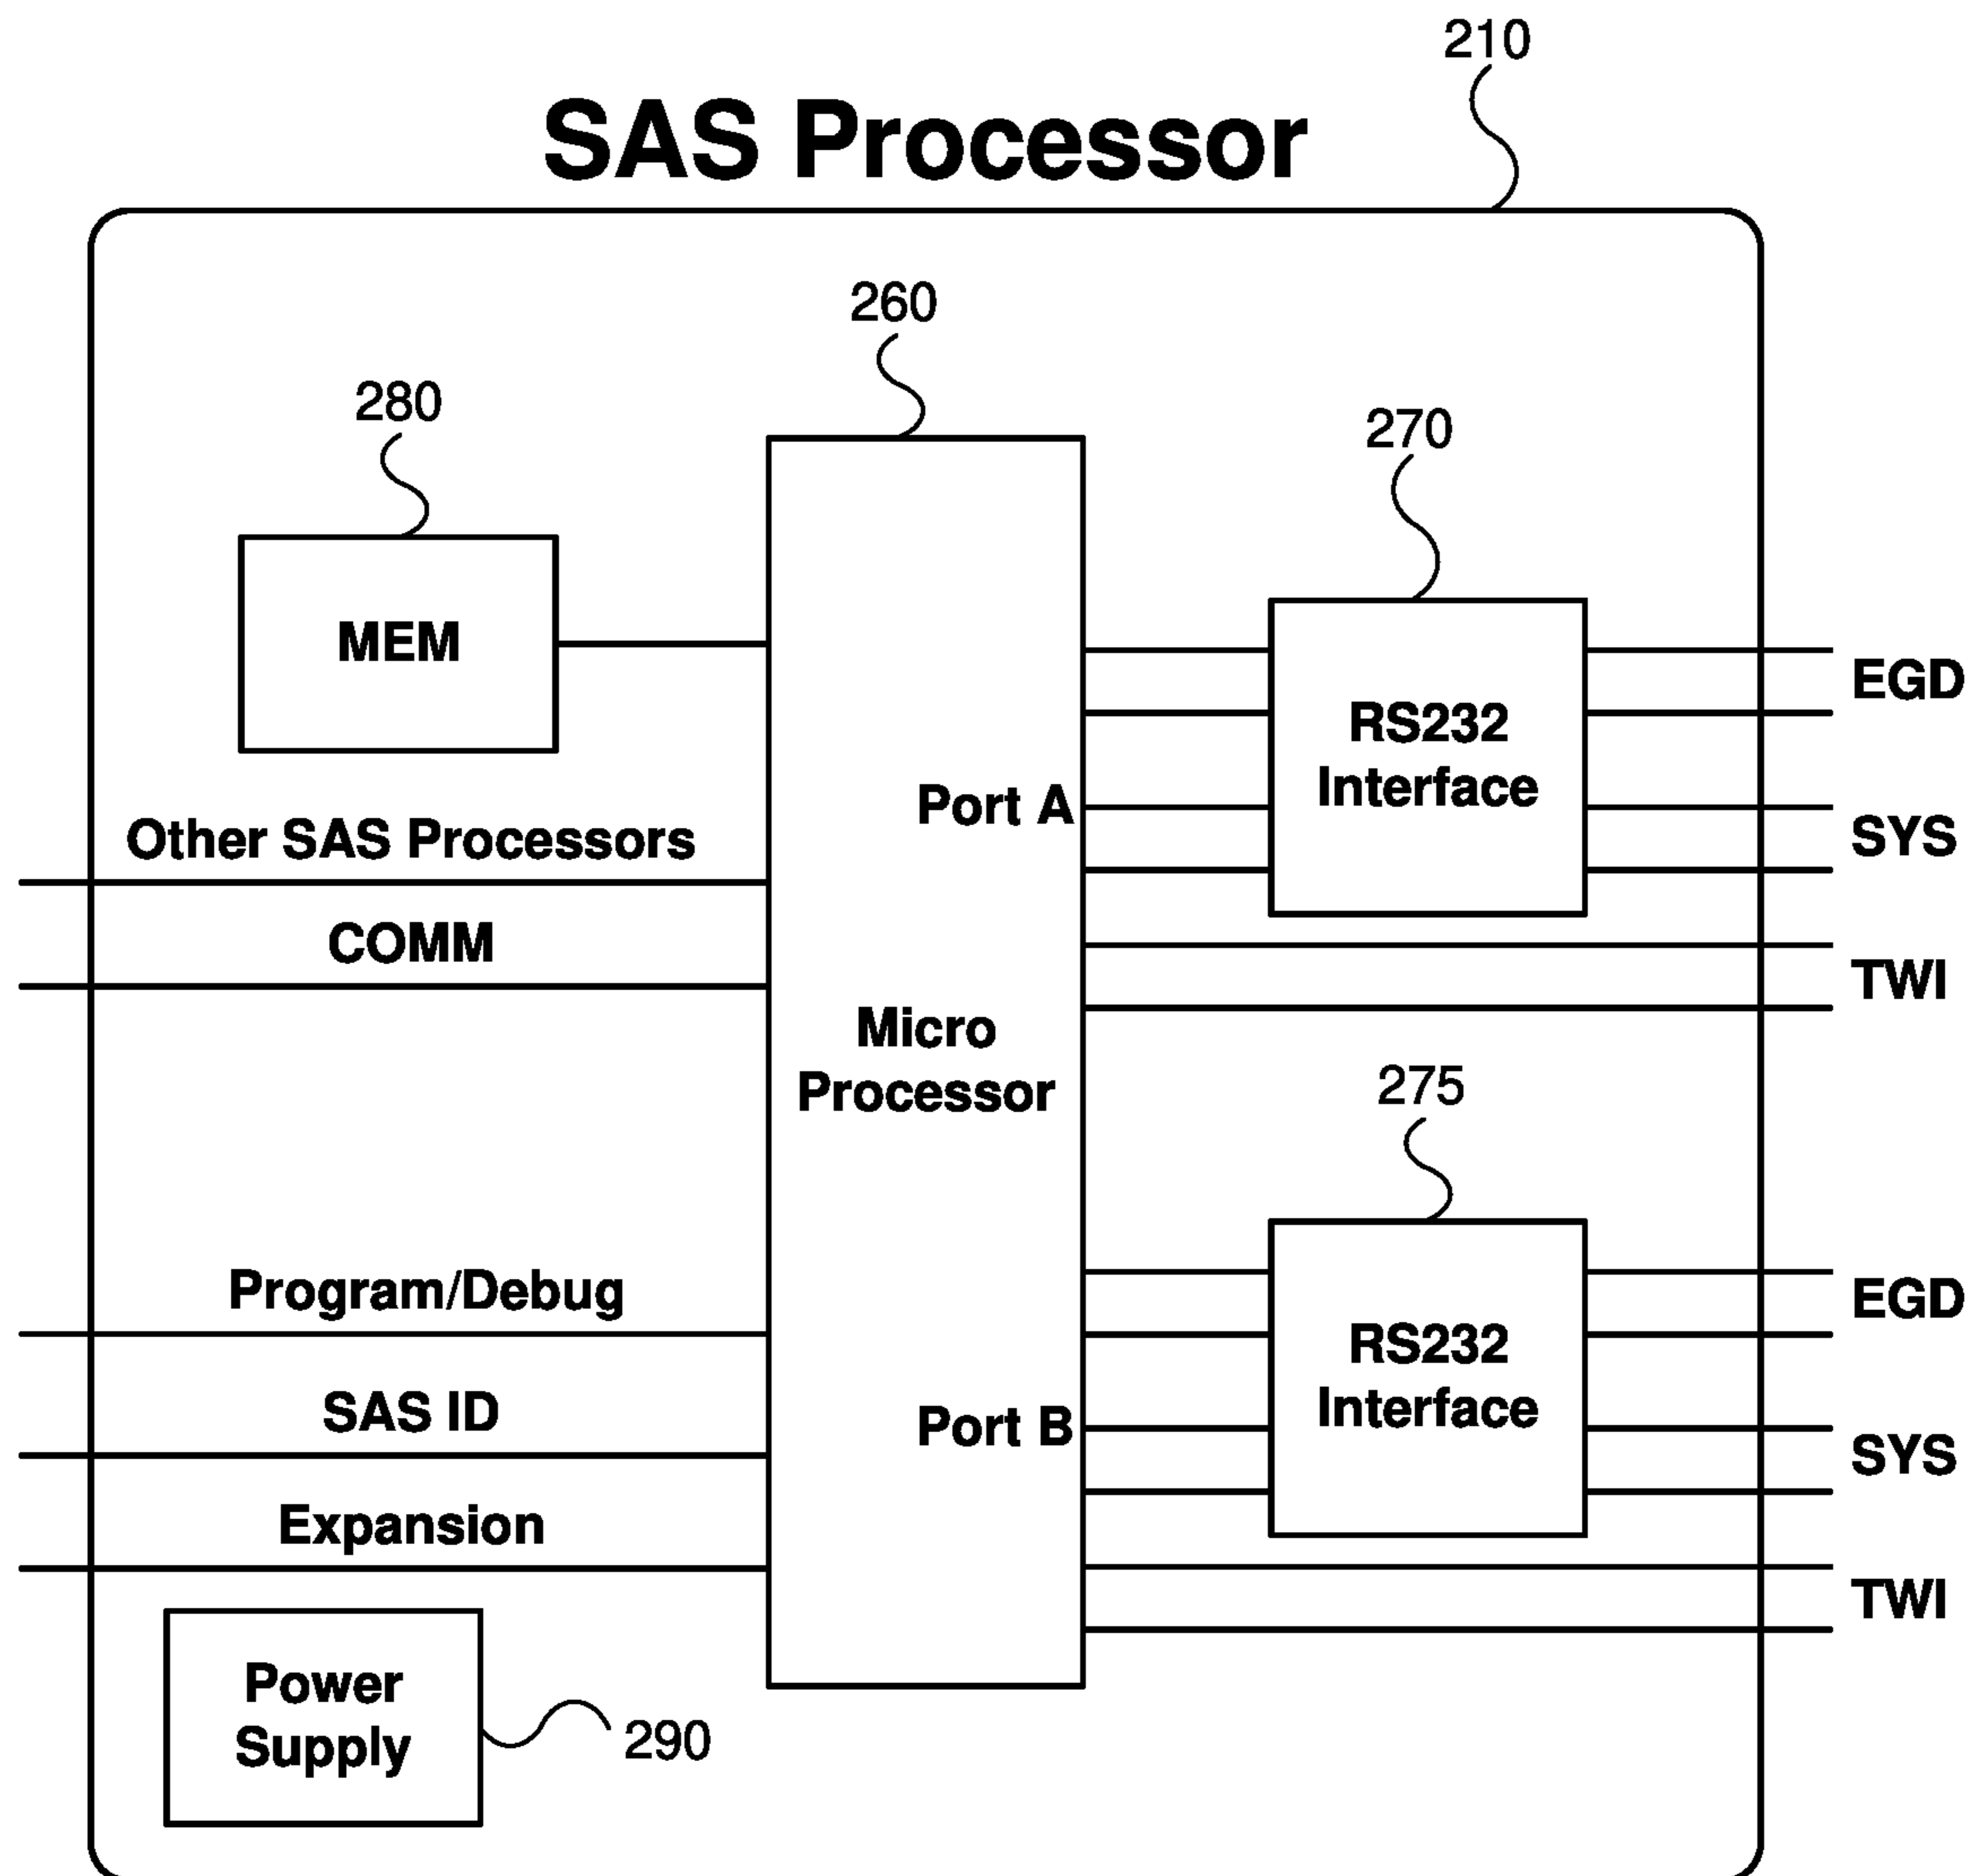 210
SAS Processor
260
280
270
MEM
EGD
RS232
Interface
Port A
Other SAS Processors
SYS
COMM
TWI
Micro
Processor
275
Program/Debug
EGD
RS232
Interface
SAS ID
Port B
SYS
Expansion
TWI
Power
Supply
290